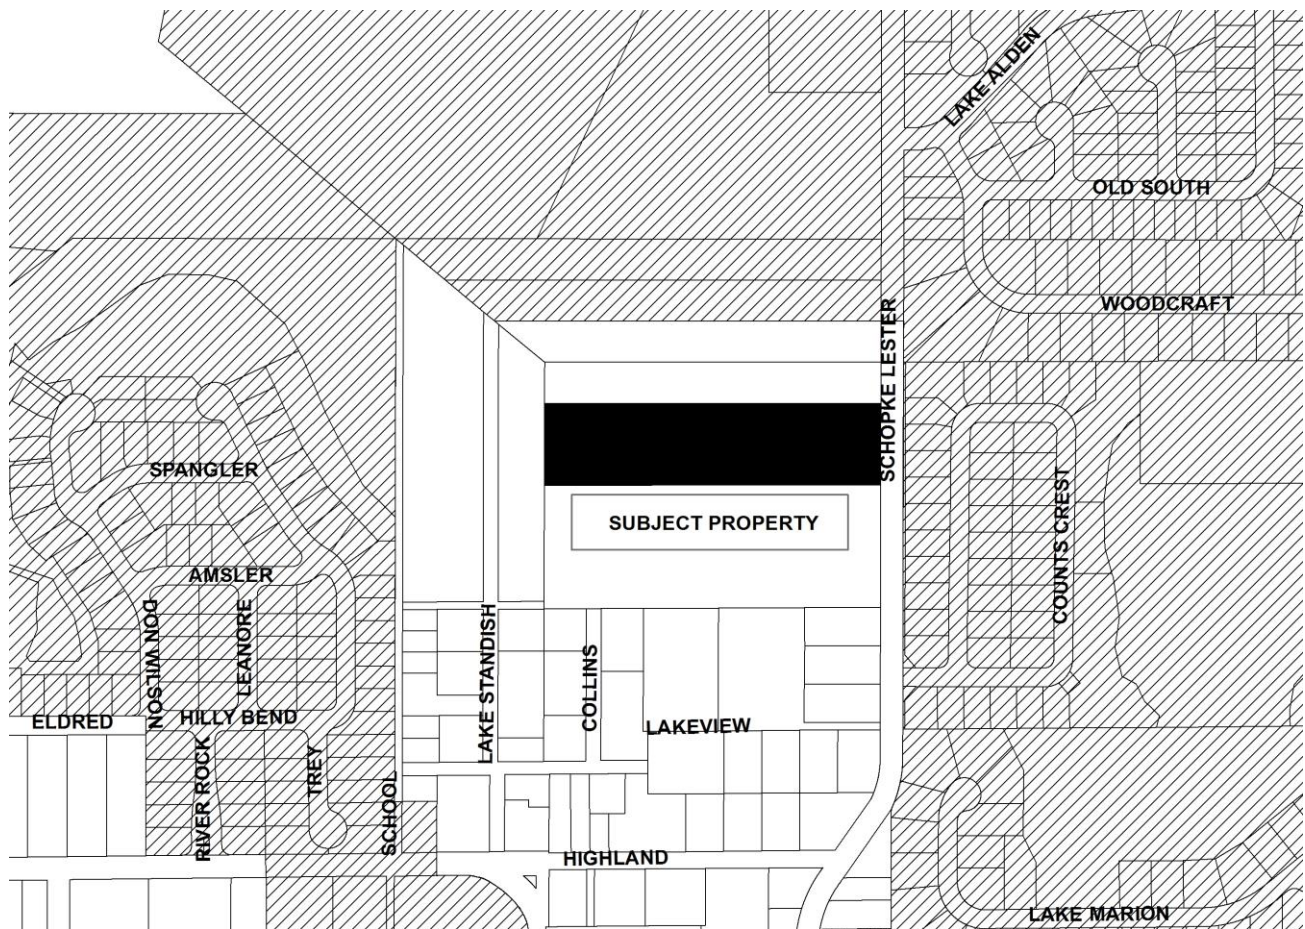 LAKE ALDEN
OLD SOUTH
WOODCRAFT
SCHOPKE LESTER
SPANGLER
COUNTS CREST
SUBJECT PROPERTY
AMSLER
DON WILSON
LEANORE
LAKE STANDISH
COLLINS
ELDRED
HILLY BEND
LAKEVIEW
RIVER ROCK
TREY
SCHOOL
HIGHLAND
LAKE MARION